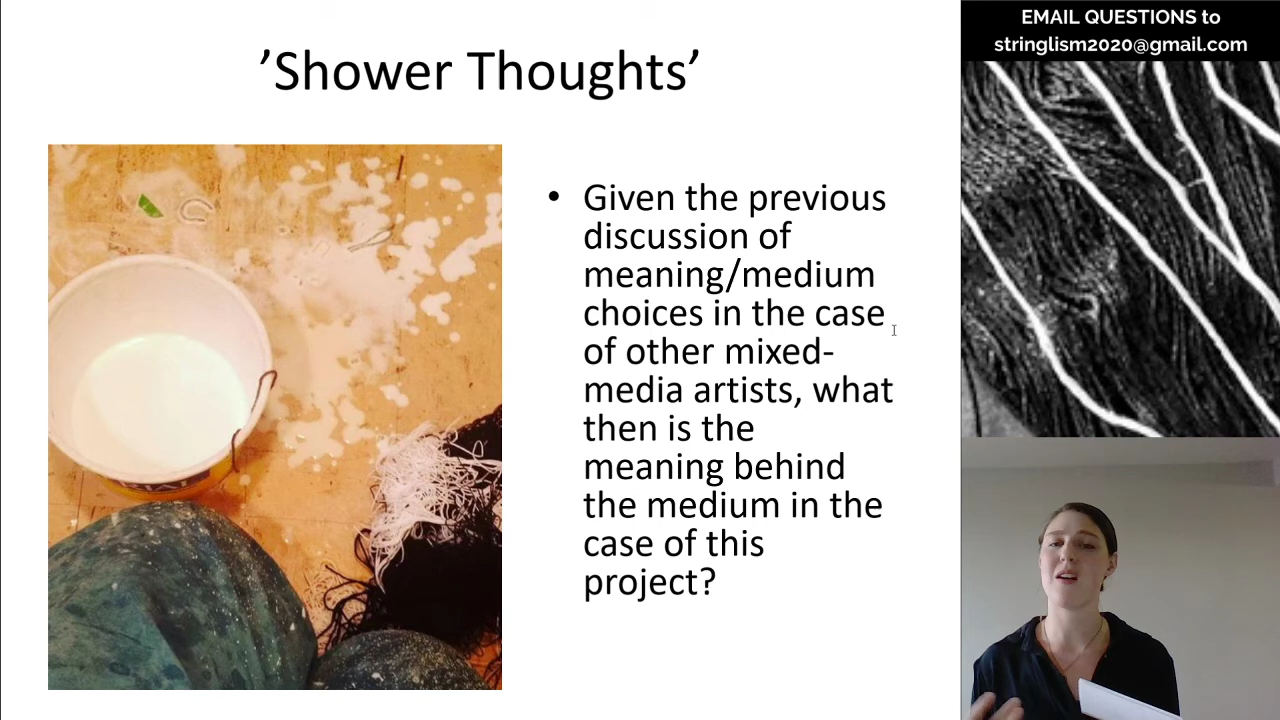 ’Shower Thoughts’
• Given the previous
discussion of
meaning/medium
choices in the case
of other mixed-
media artists, what
then is the
meaning behind
the medium in the
case of this
project?
EMAIL QUESTIONS to
stringlism2020@gmail.com